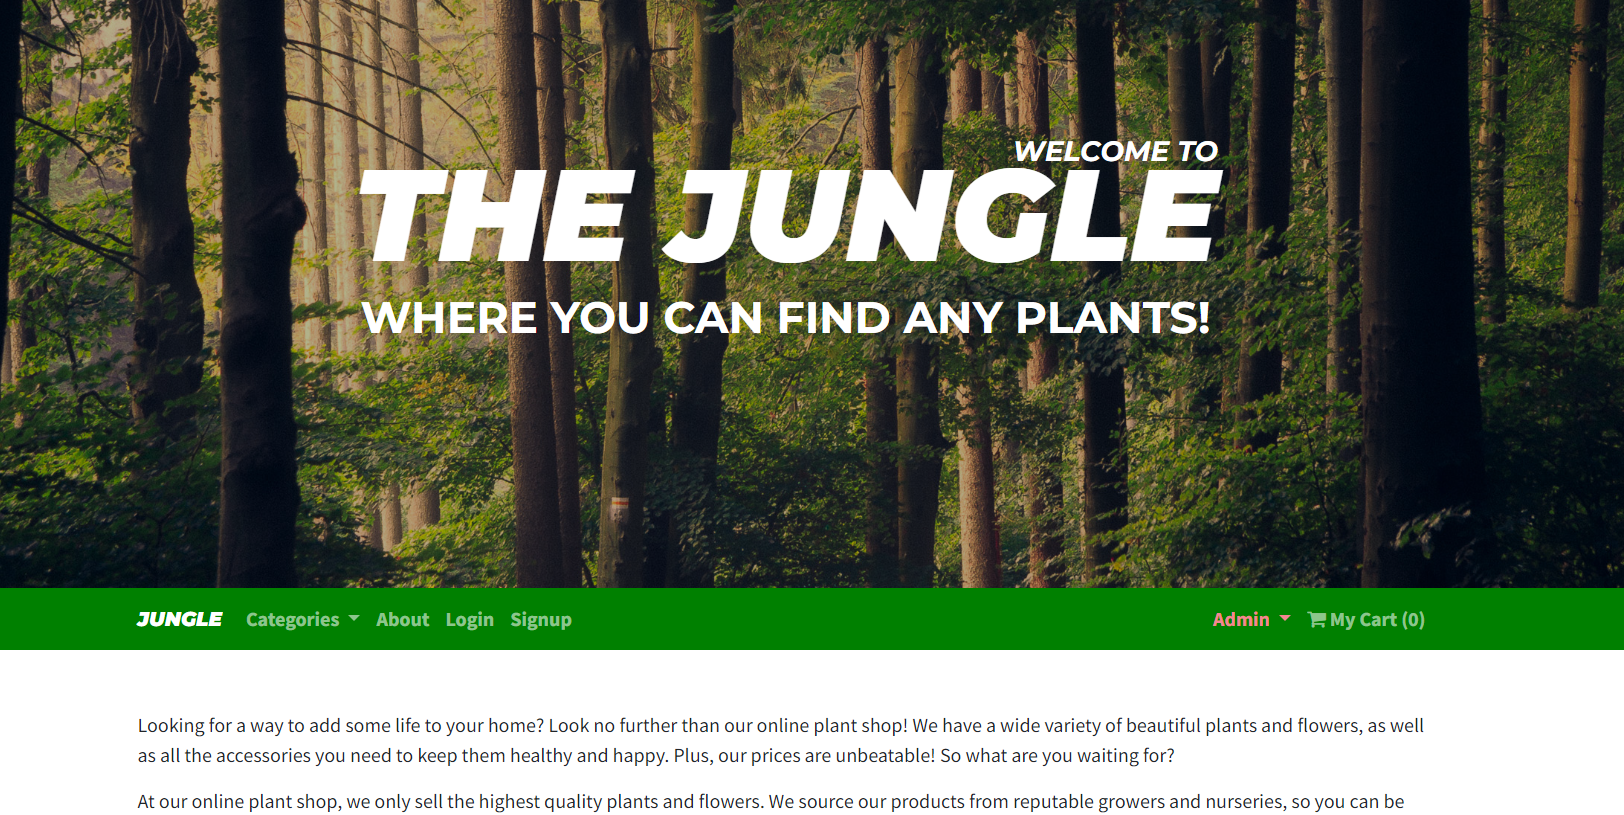 WELCOME TO
THE JUNGLE
WHERE YOU CAN FIND ANY PLANTS!
JUNGLE Categories About Login Signup Admin My Cart (0)
Looking for a way to add some life to your home? Look no further than our online plant shop! We have a wide variety of beautiful plants and flowers, as well
as all the accessories you need to keep them healthy and happy. Plus, our prices are unbeatable! So what are you waiting for?
At our online plant shop, we only sell the highest quality plants and flowers. We source our products from reputable growers and nurseries, so you can be